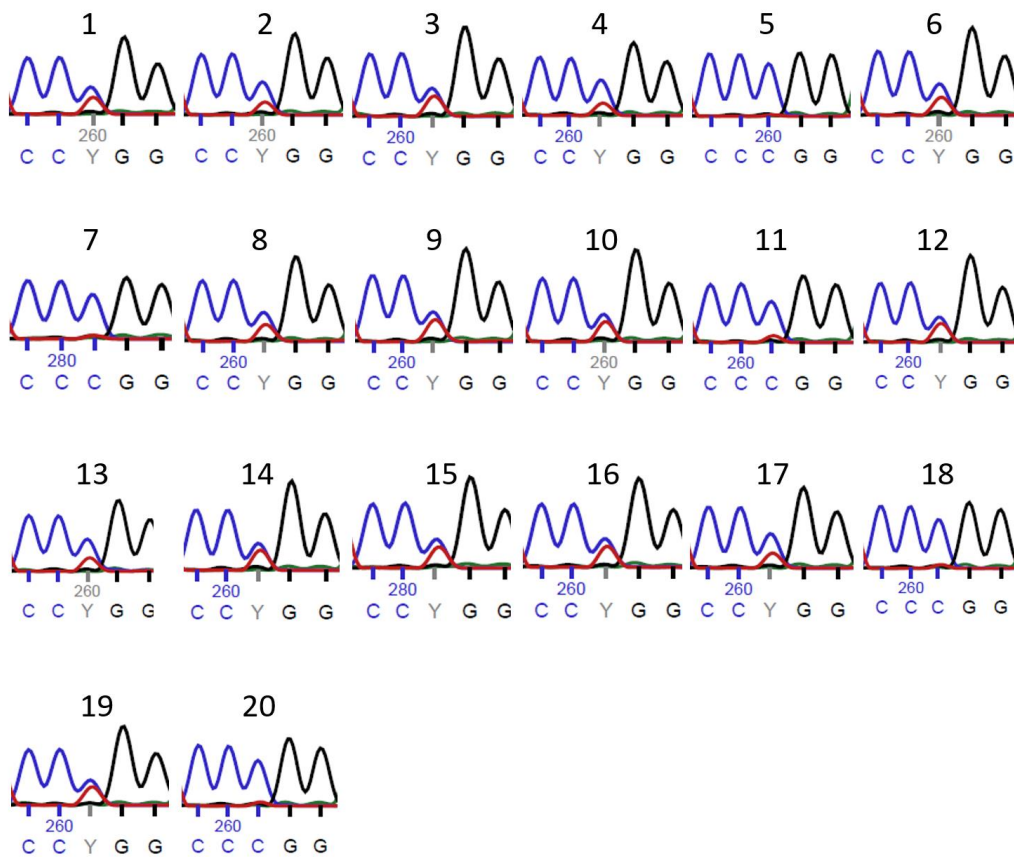 1 2 3 4 5 6
260 260 260 260 260 260
C C Y G G C C Y G G C C Y G G C C Y G G C C C G G C C Y G G
7 8 9 10 11 12
280 260 260 260 260 260
C C C G G C C Y G G C C Y G G C C Y G G C C C G G C C Y G G
13 14 15 16 17 18
260 260 280 260 260 260
C C Y G G C C Y G G C C Y G G C C Y G G C C Y G G C C C G G
19 20
260 260
C C Y G G C C C G G